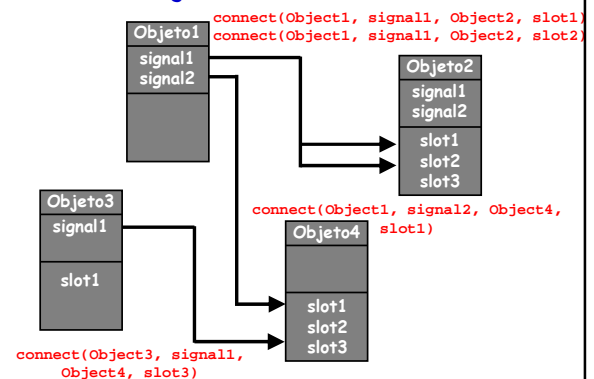 connect(Object1, signal1, Object2, slot1)
connect(Object1, signal1, Object2, slot2)
Objeto1
signal1
signal2
Objeto2
signal1
signal2
slot1
slot2
slot3
Objeto3
signal1
slot1
connect(Object1, signal2, Object4,
slot1)
Objeto4
slot1
slot2
slot3
connect(Object3, signal1,
Object4, slot3)